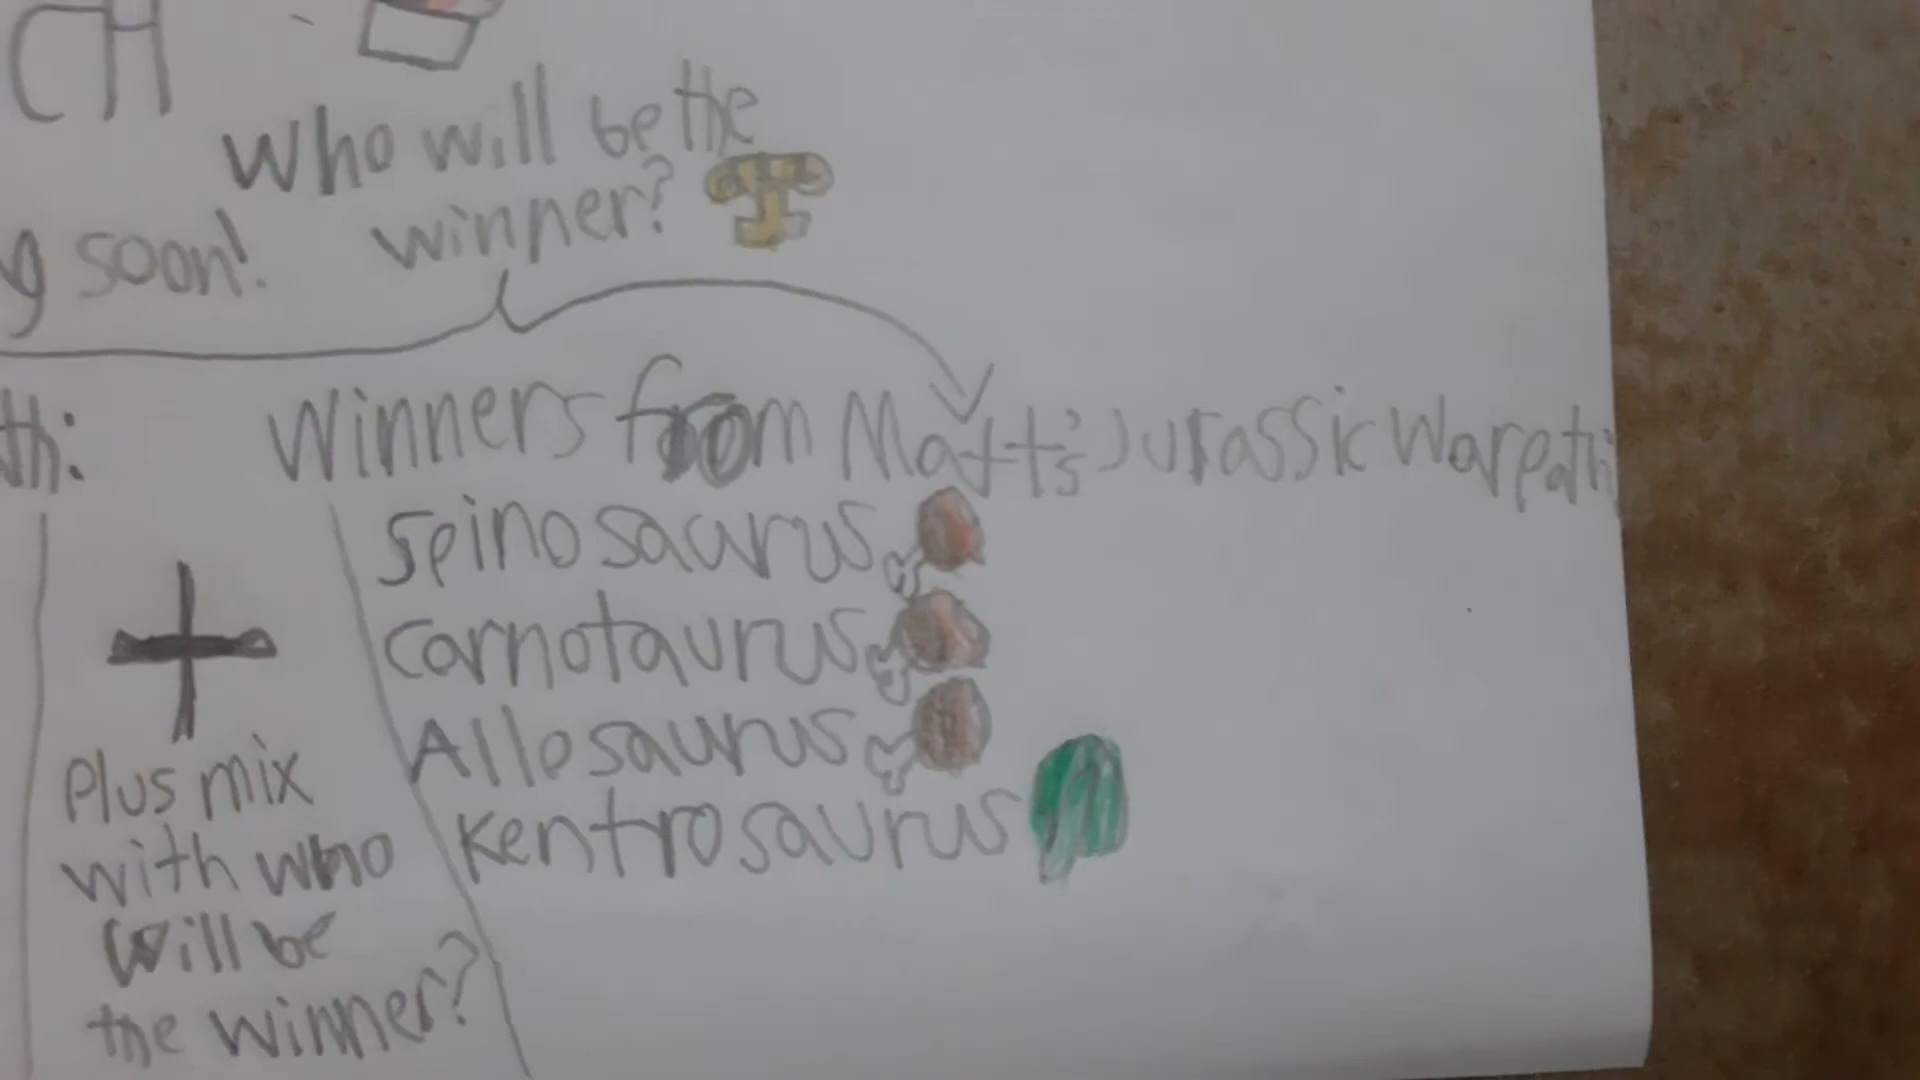 CH
Who will be the
winner?
g soon!
th:
Winners from Matt's Jurassic Warpath:
Spinosaurus
Carnotaurus
Allosaurus
Kentrosaurus
Plus mix
with who
will be
the winner?